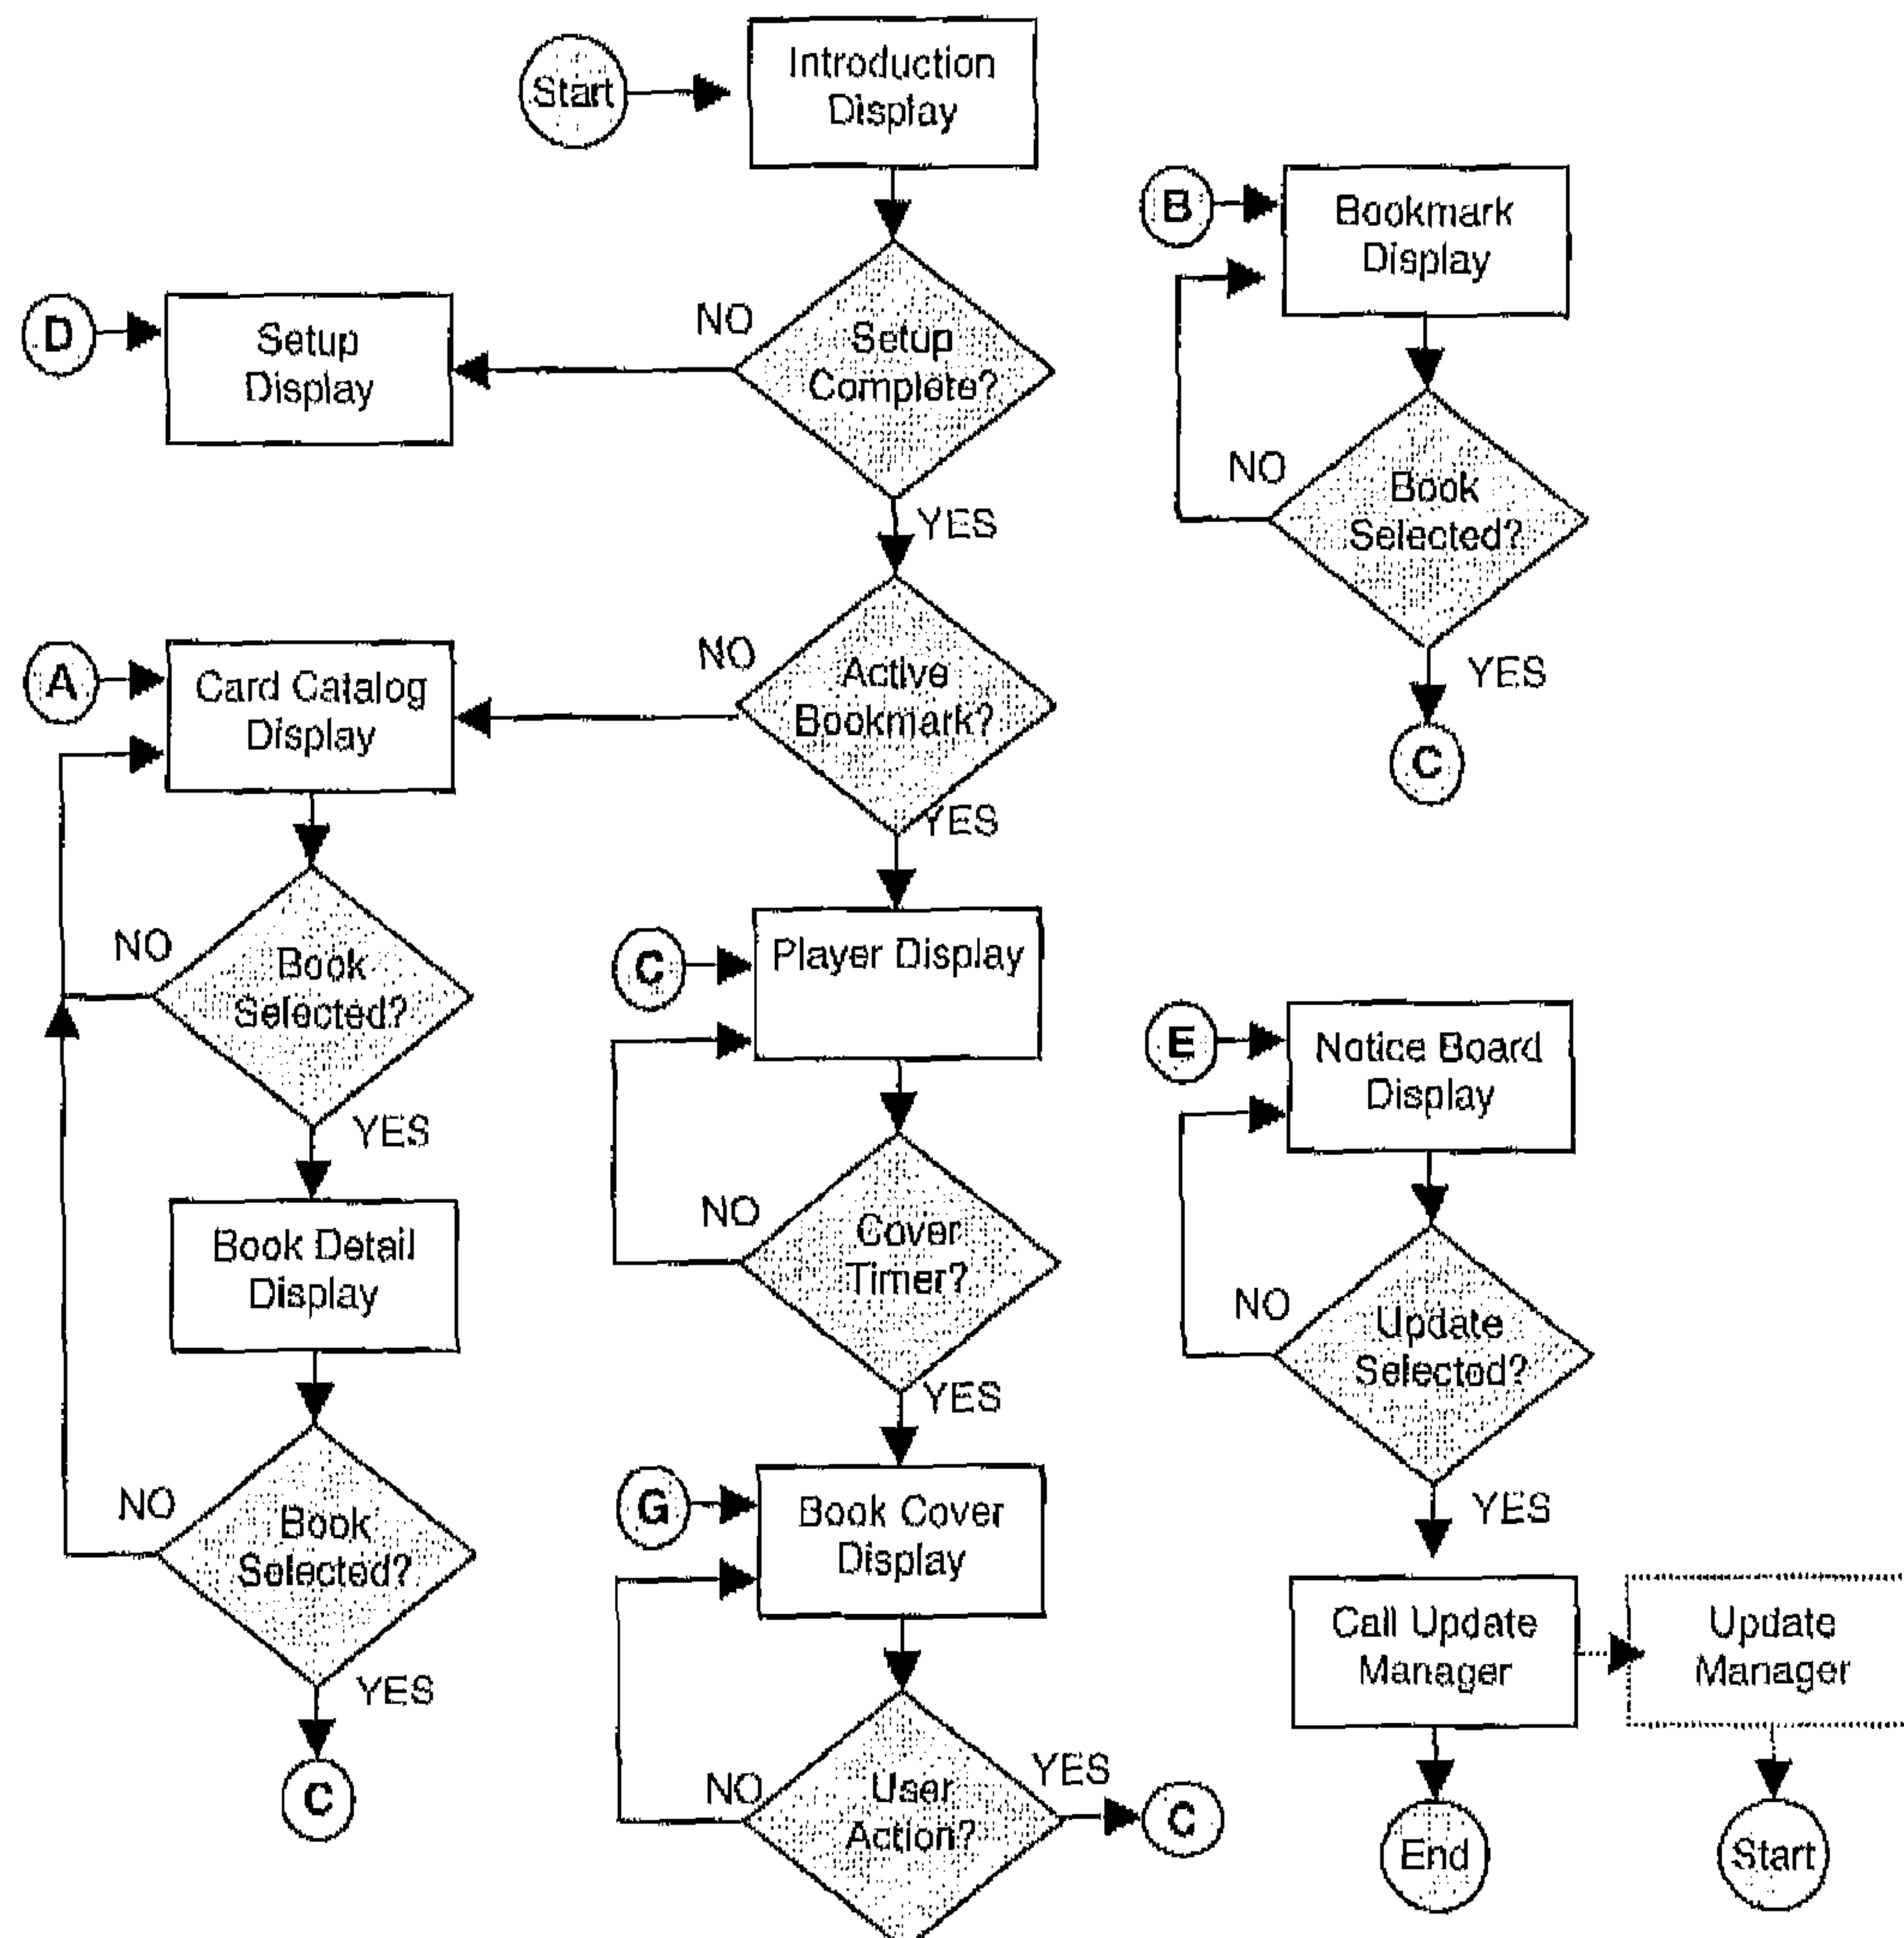 Start
Introduction
Display
B
Bookmark
Display
D
Setup
Display
NO
Setup
Complete?
YES
NO
Book
Selected?
YES
C
A
Card Catalog
Display
NO
Active
Bookmark?
YES
NO
Book
Selected?
YES
C
Player Display
E
Notice Board
Display
Book Detail
Display
NO
Cover
Timer?
YES
NO
Update
Selected?
YES
NO
Book
Selected?
YES
C
G
Book Cover
Display
NO
User
Action?
YES
C
Call Update
Manager
Update
Manager
End
Start